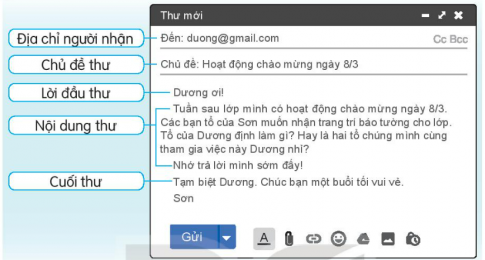 Thư mới
Địa chỉ người nhận
Đến: duong@gmail.com
Cc Bcc
Chủ đề thư
Chủ đề: Hoạt động chào mừng ngày 8/3
Lời đầu thư
Dương ơi!
Nội dung thư
Tuần sau lớp mình có hoạt động chào mừng ngày 8/3.
Các bạn tổ của Sơn muốn nhận trang trí báo tường cho lớp.
Tổ của Dương định làm gì? Hay là hai tổ chúng mình cùng
tham gia việc này Dương nhỉ?
Nhớ trả lời mình sớm đấy!
Cuối thư
Tạm biệt Dương. Chúc bạn một buổi tối vui vẻ.
Sơn
Gửi
A